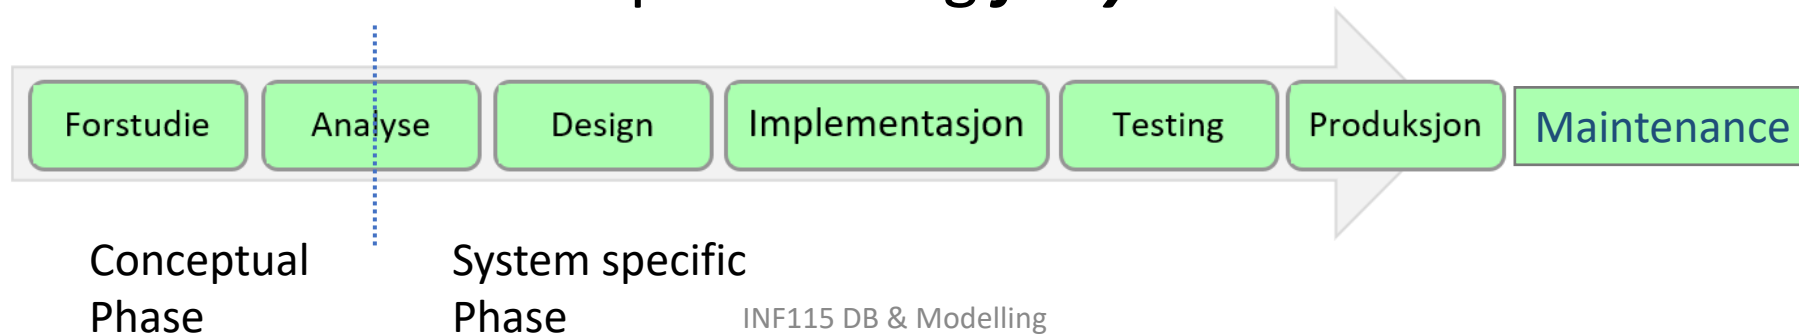 Forstudie Analyse Design Implementasjon Testing Produksjon Maintenance
Conceptual System specific
Phase Phase INF115 DB & Modelling